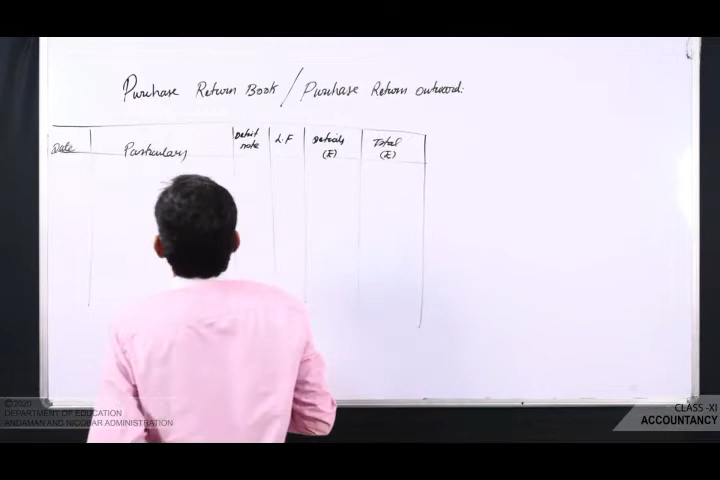 Purchase Return Book / Purchase Return outward:
Date Particulars Debit note L.F Details (₹) Total (₹)
©2020
DEPARTMENT OF EDUCATION
ANDAMAN AND NICOBAR ADMINISTRATION
CLASS -XI
ACCOUNTANCY